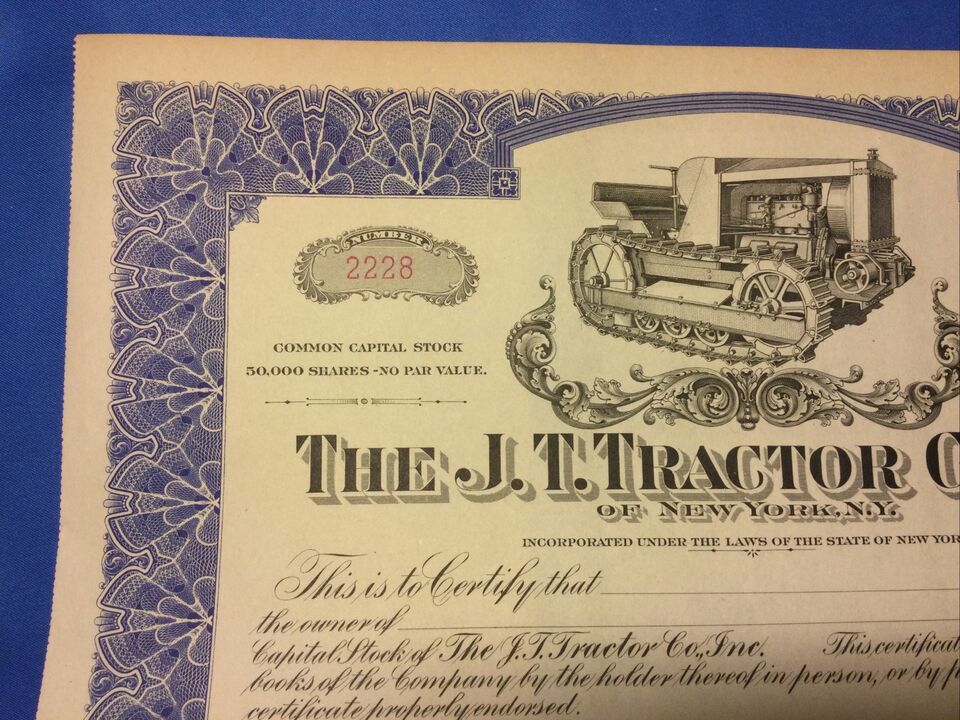 NUMBER
2228
COMMON CAPITAL STOCK
50,000 SHARES - NO PAR VALUE.
THE J. T. TRACTOR C
OF NEW YORK, N.Y.
INCORPORATED UNDER THE LAWS OF THE STATE OF NEW YOR
This is to Certify that
the owner of
Capital Stock of The J.T. Tractor Co., Inc. This certificat
books of the Company by the holder thereof in person, or by
certificate properly endorsed.